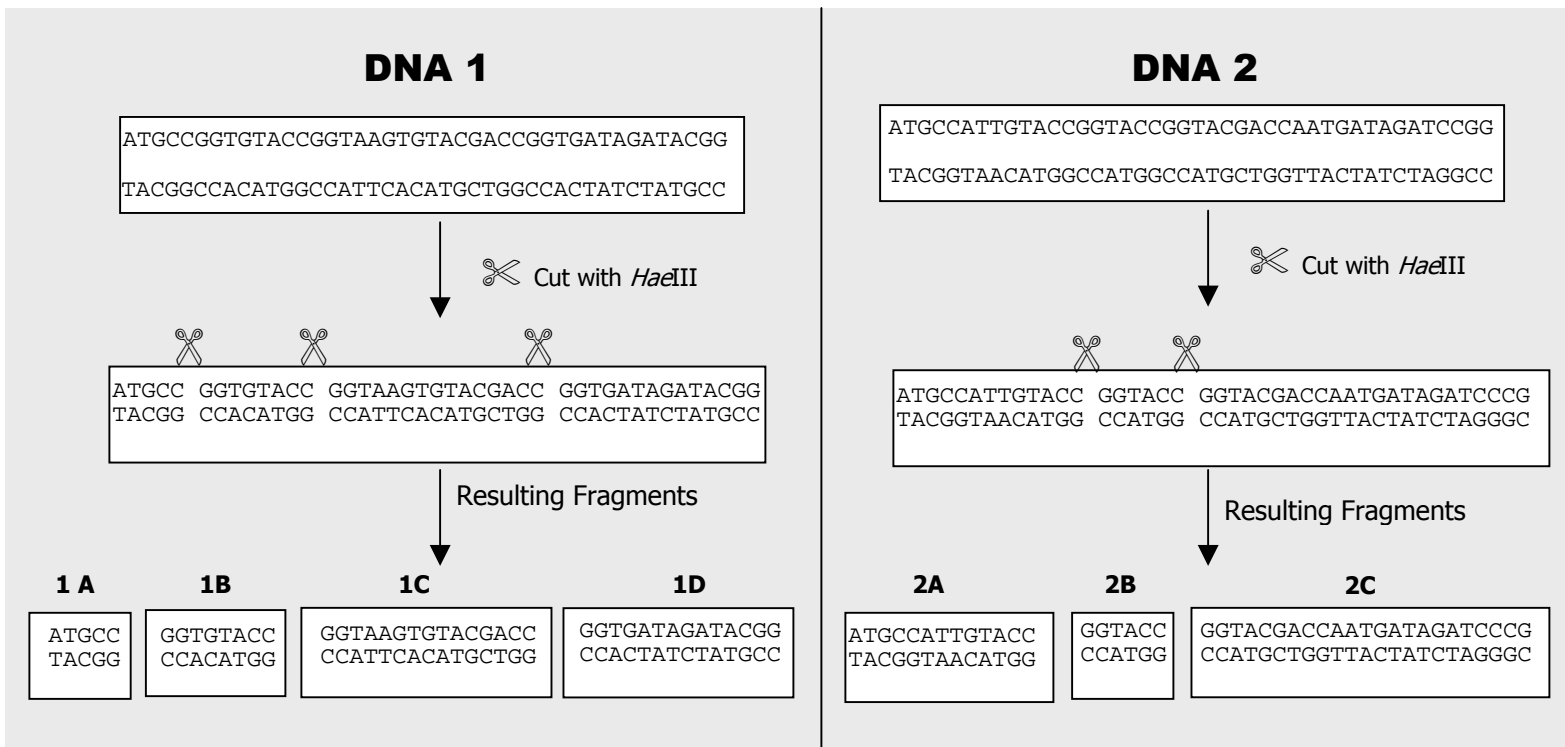 DNA 1
ATGCCGGTGTACCGGTAAGTGTACGACCGGTGATAGATACGG
TACGGCCACATGGCCATTCACATGCTGGCCACTATCTATGCC
Cut with HaeIII
ATGCC GGTGTACC GGTAAGTGTACGACC GGTGATAGATACGG
TACGG CCACATGG CCATTCACATGCTGG CCACTATCTATGCC
Resulting Fragments
1 A
ATGCC
TACGG
1B
GGTGTACC
CCACATGG
1C
GGTAAGTGTACGACC
CCATTCACATGCTGG
1D
GGTGATAGATACGG
CCACTATCTATGCC
DNA 2
ATGCCATTGTACCGGTACCGGTACGACCAATGATAGATCCGG
TACGGTAACATGGCCATGGCCATGCTGGTTACTATCTAGGCC
Cut with HaeIII
ATGCCATTGTACC GGTACC GGTACGACCAATGATAGATCCCG
TACGGTAACATGG CCATGG CCATGCTGGTTACTATCTAGGGC
Resulting Fragments
2A
ATGCCATTGTACC
TACGGTAACATGG
2B
GGTACC
CCATGG
2C
GGTACGACCAATGATAGATCCCG
CCATGCTGGTTACTATCTAGGGC